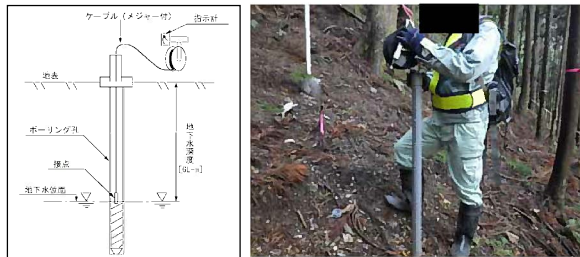 ケーブル(メジャー付)
指示計
地表
ボーリング孔
接点
地下水位面
地下水深度
[GL-m]